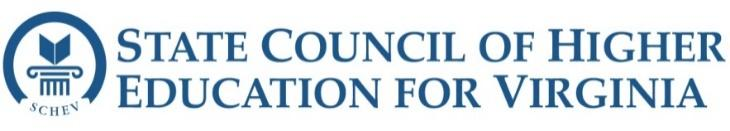 STATE COUNCIL OF HIGHER
EDUCATION FOR VIRGINIA
SCHEV